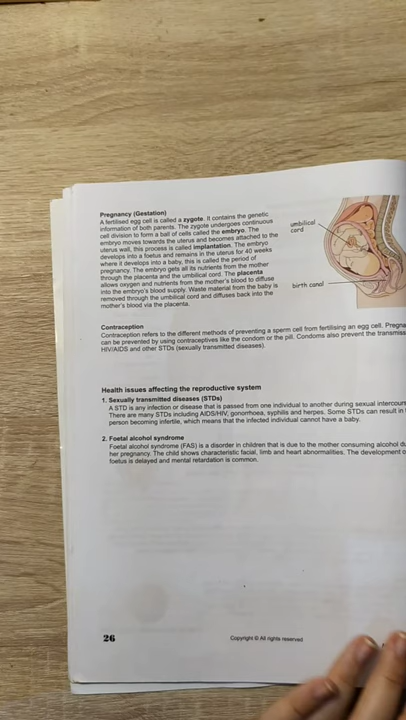 Pregnancy (Gestation)
A fertilised egg cell is called a zygote. It contains the genetic
information of both parents. The zygote undergoes continuous
cell division to form a ball of cells called the embryo. The
embryo moves towards the uterus and becomes attached to the
uterus wall, this process is called implantation. The embryo
develops into a foetus and remains in the uterus for 40 weeks
where it develops into a baby, this is called the period of
pregnancy. The embryo gets all its nutrients from the mother
through the placenta and the umbilical cord. The placenta
allows oxygen and nutrients from the mother's blood to diffuse
into the embryo's blood supply. Waste material from the baby is
removed through the umbilical cord and diffuses back into the
mother's blood via the placenta.
umbilical
cord
birth canal
Contraception
Contraception refers to the different methods of preventing a sperm cell from fertilising an egg cell. Pregna
can be prevented by using contraceptives like the condom or the pill. Condoms also prevent the transmiss
HIV/AIDS and other STDs (sexually transmitted diseases).
Health issues affecting the reproductive system
1. Sexually transmitted diseases (STDs)
A STD is any infection or disease that is passed one individual to another during sexual intercour
There are many STDs including AIDS/HIV, gonorrhoea, syphilis and herpes. Some STDs can result in
person becoming infertile, which means that the infected individual cannot have a baby.
2. Foetal alcohol syndrome
Foetal alcohol syndrome (FAS) is a disorder in children that is due to the mother consuming alcohol du
her pregnancy. The child shows characteristic facial, limb and heart abnormalities. The development o
foetus is delayed and mental retardation is common.
26
Copyright © All rights reserved